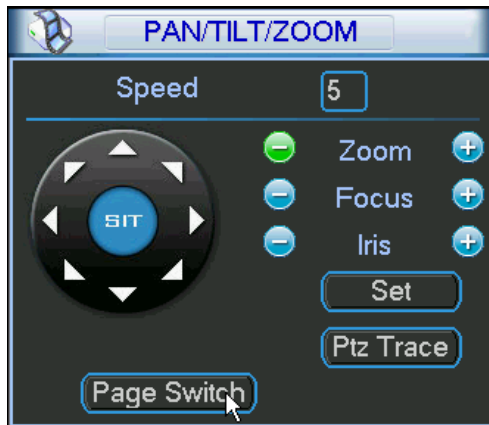 PAN/TILT/ZOOM
Speed 5
Zoom
SIT Focus
Iris
Set
Ptz Trace
Page Switch